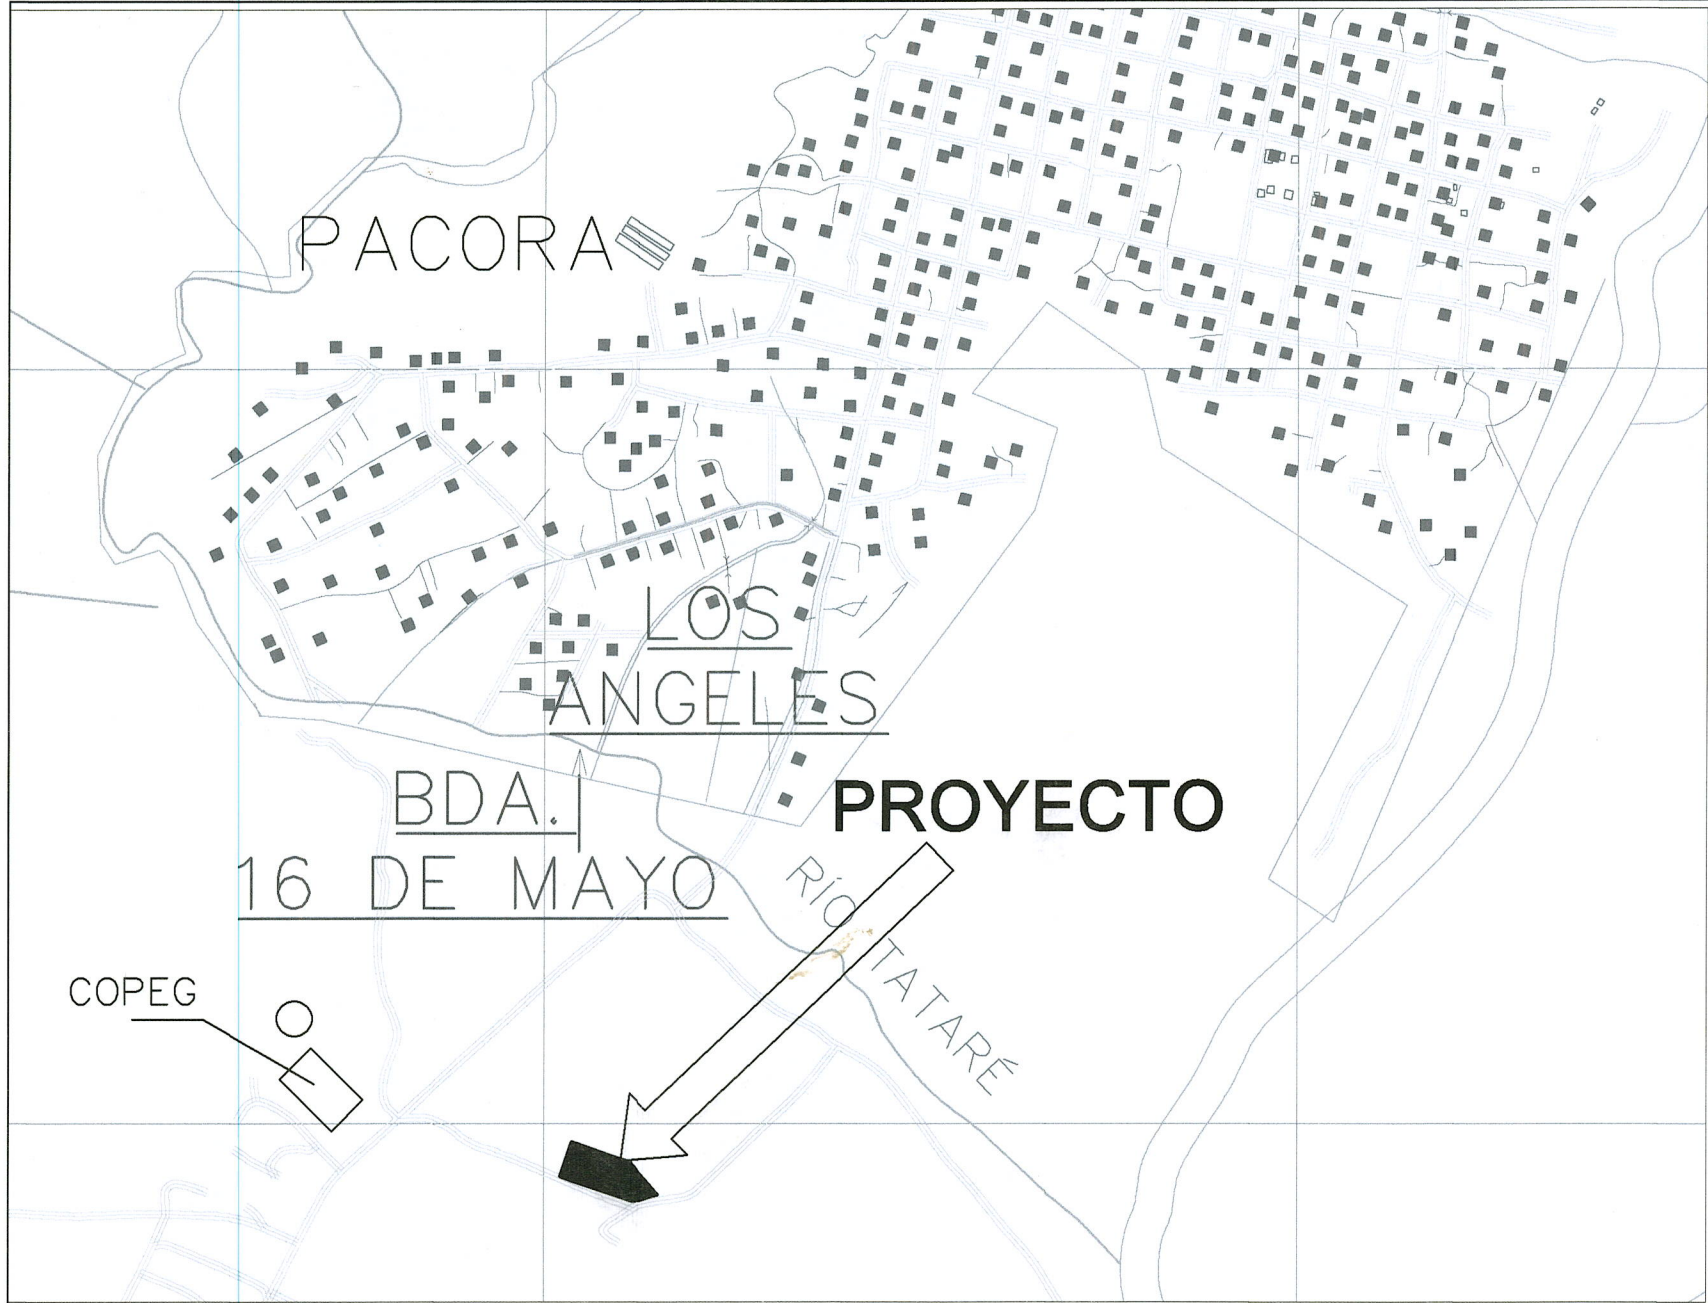 PACORA
LOS
ANGELES
BDA.
16 DE MAYO
PROYECTO
RÍO TATARÉ
COPEG